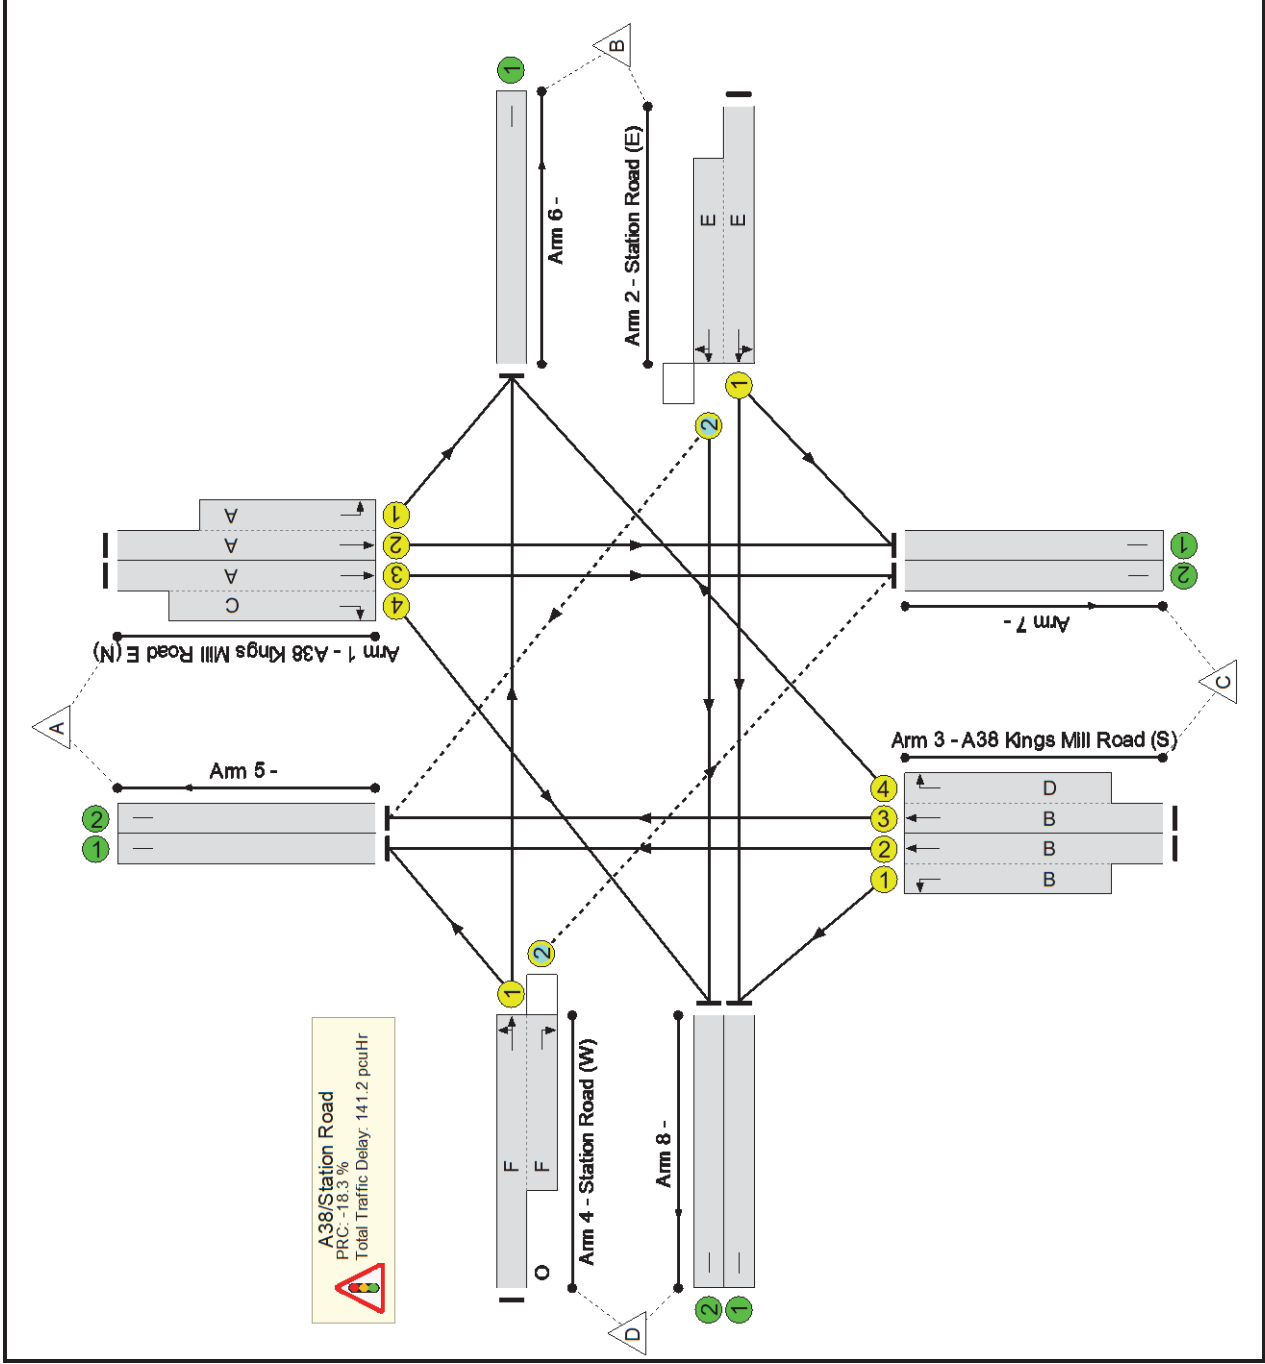 B
1
Arm 6 -
Arm 2 - Station Road (E)
E
E
1
2
A
A
A
C
1
2
3
4
Arm 1 - A38 Kings Mill Road E (N)
A
Arm 5 -
2
1
1
2
Arm 7 -
C
Arm 3 - A38 Kings Mill Road (S)
D
B
B
B
4
3
2
1
1
2
F
F
O
Arm 4 - Station Road (W)
Arm 8 -
2
1
D
A38/Station Road
PRC: -18.3 %
Total Traffic Delay: 141.2 pcuHr